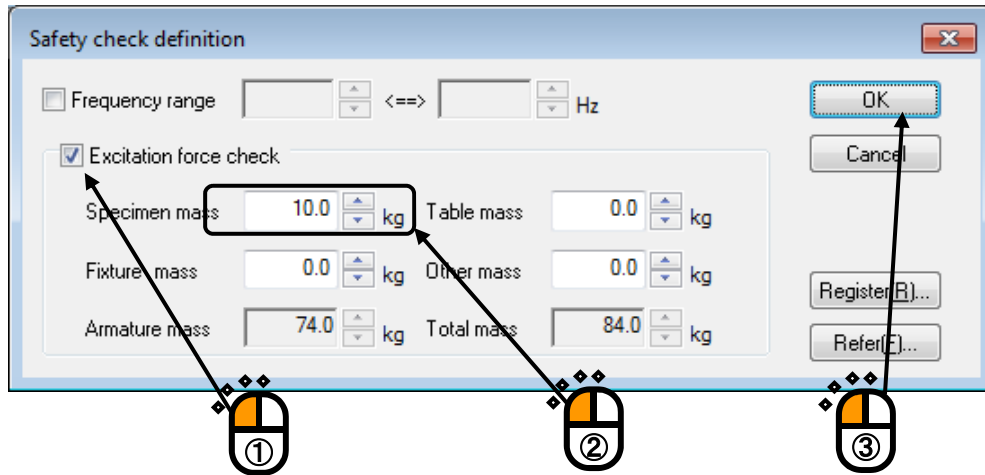 Safety check definition
Frequency range <==> Hz OK
Excitation force check Cancel
Specimen mass 10.0 kg Table mass 0.0 kg
Fixture mass 0.0 kg Other mass 0.0 kg
Register(R)...
Armature mass 74.0 kg Total mass 84.0 kg
Refer(F)...
① ② ③